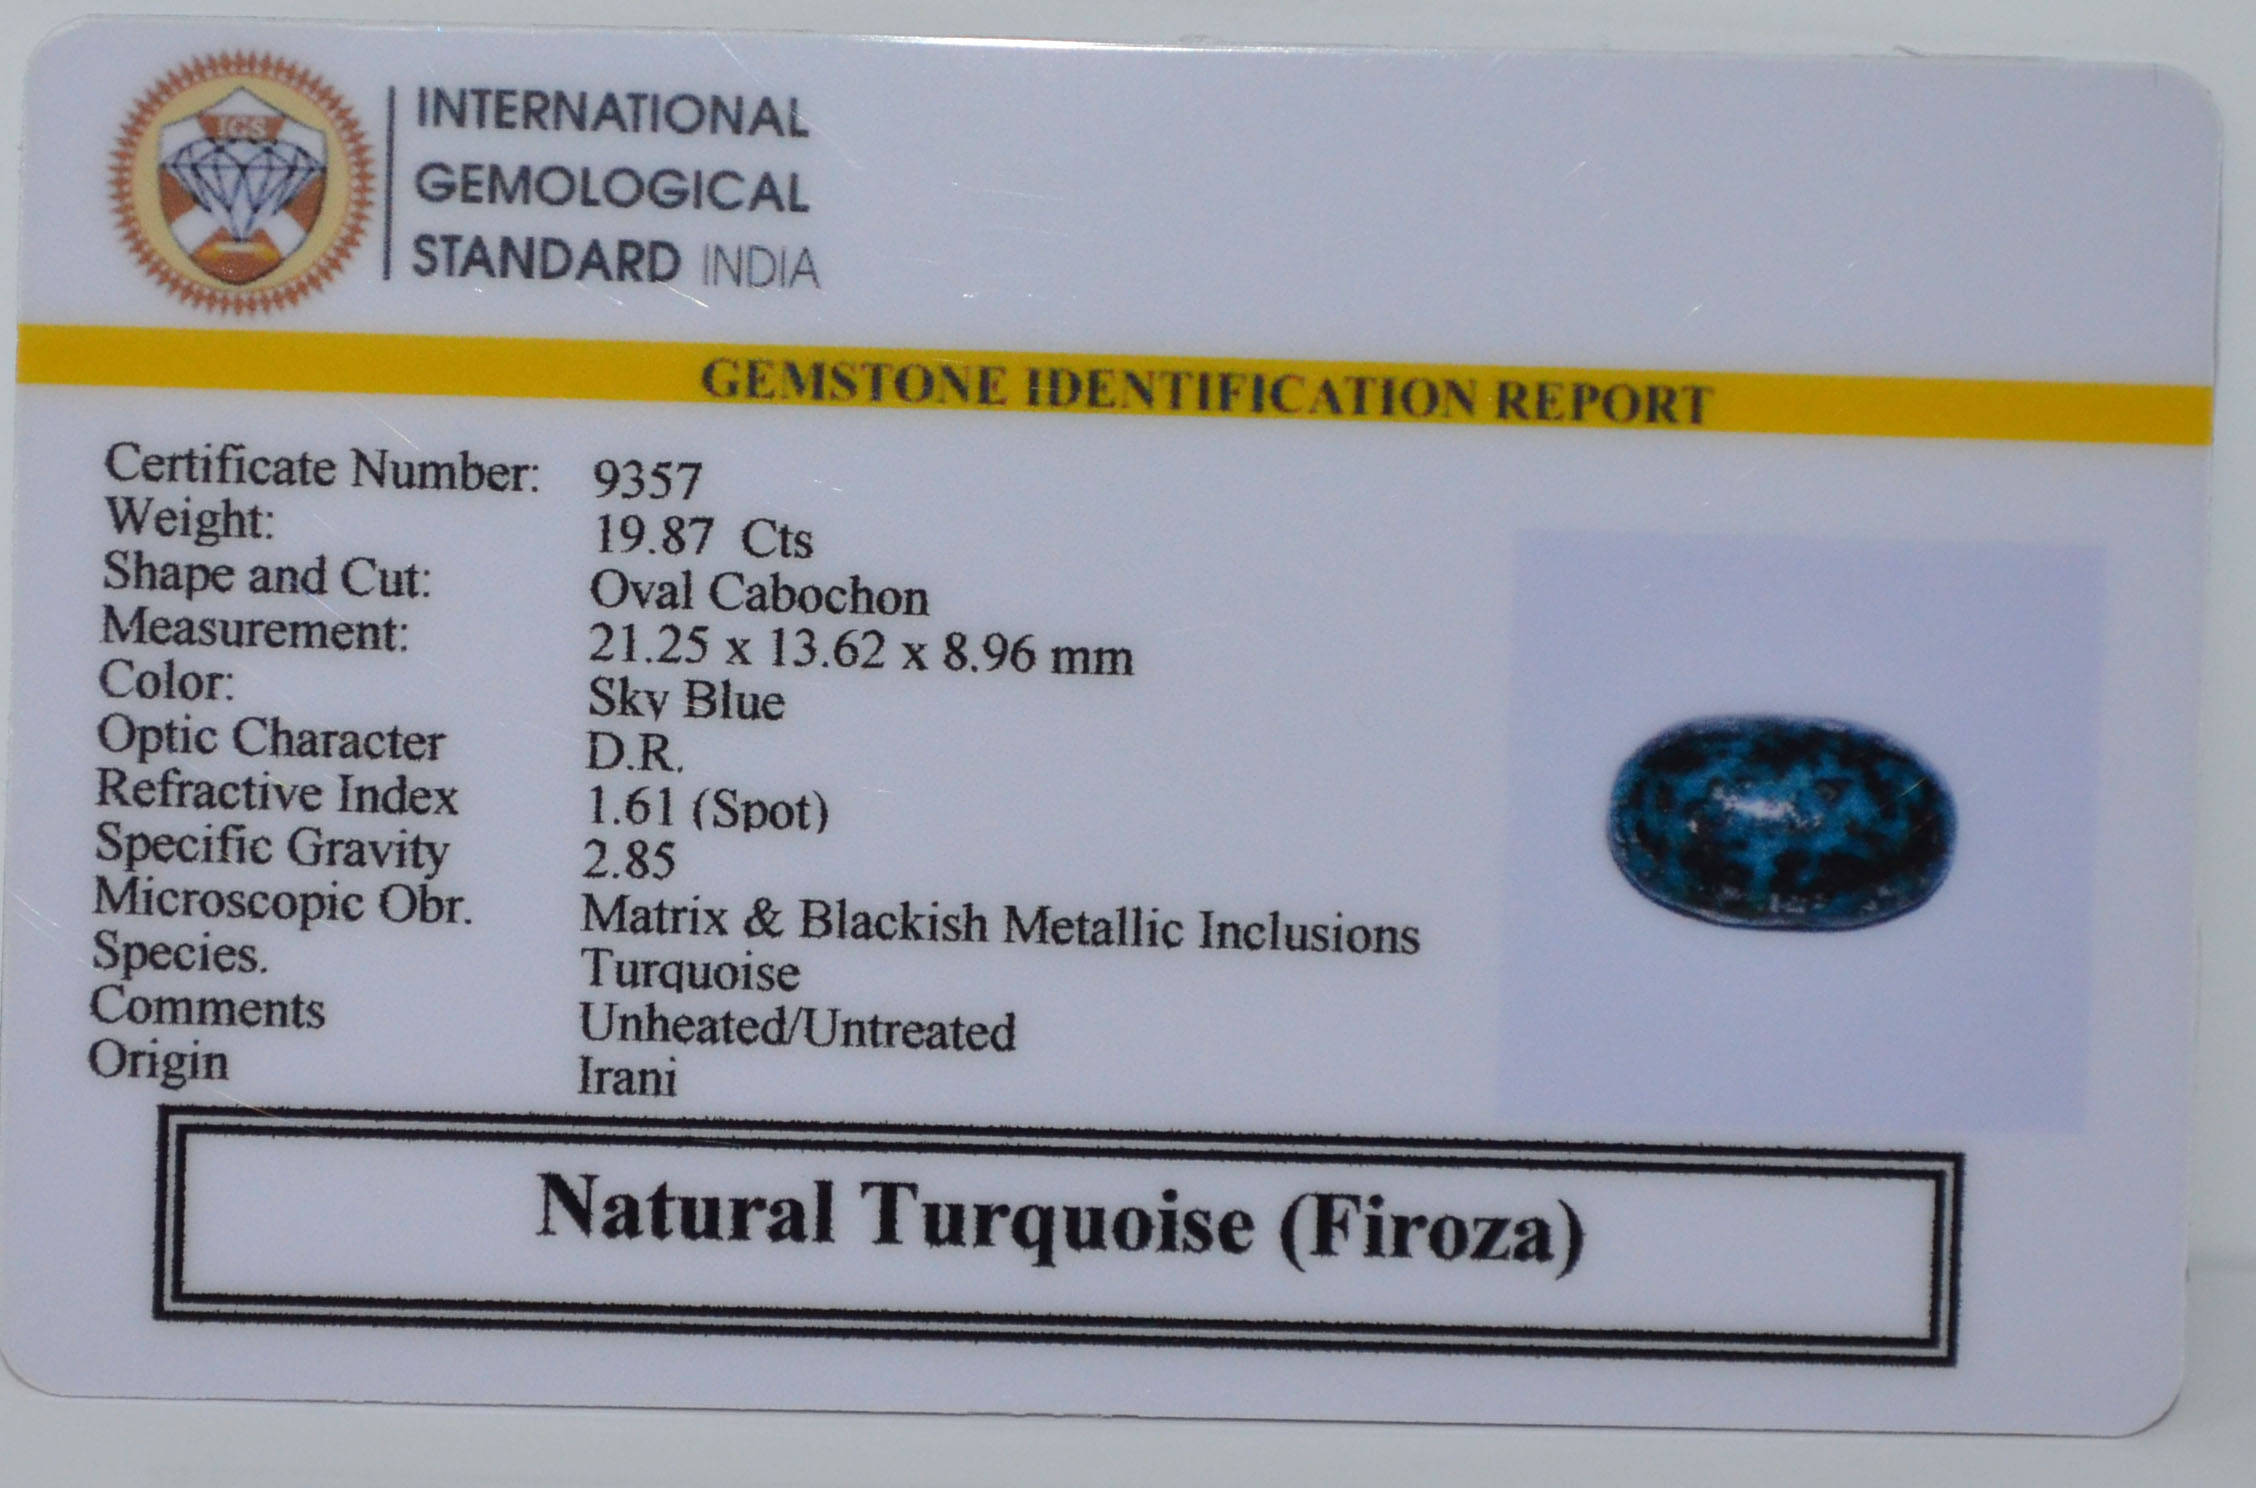 IGS
INTERNATIONAL
GEMOLOGICAL
STANDARD INDIA
GEMSTONE IDENTIFICATION REPORT
Certificate Number: 9357
Weight: 19.87 Cts
Shape and Cut: Oval Cabochon
Measurement: 21.25 x 13.62 x 8.96 mm
Color: Sky Blue
Optic Character D.R.
Refractive Index 1.61 (Spot)
Specific Gravity 2.85
Microscopic Obr. Matrix & Blackish Metallic Inclusions
Species. Turquoise
Comments Unheated/Untreated
Origin Irani
Natural Turquoise (Firoza)